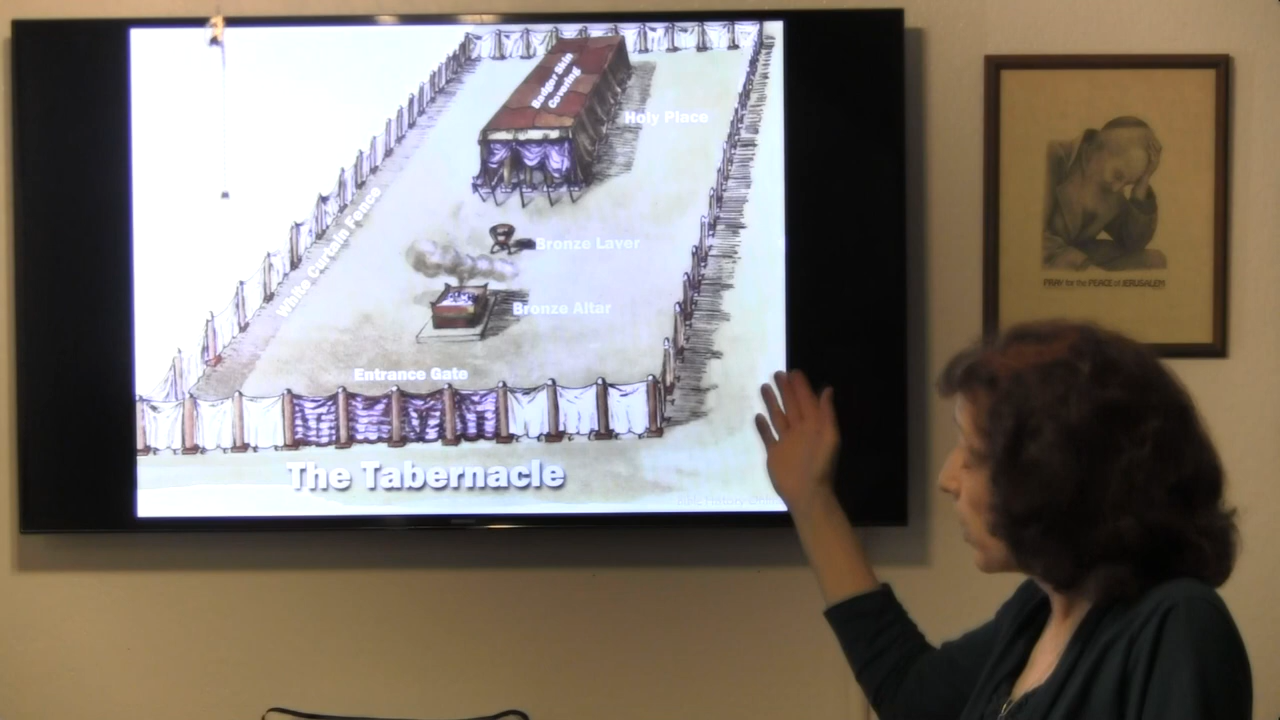 Badger Skin
Covering
Holy Place
White Curtain Fence
Bronze Laver
Bronze Altar
Entrance Gate
The Tabernacle
PRAY for the PEACE of JERUSALEM